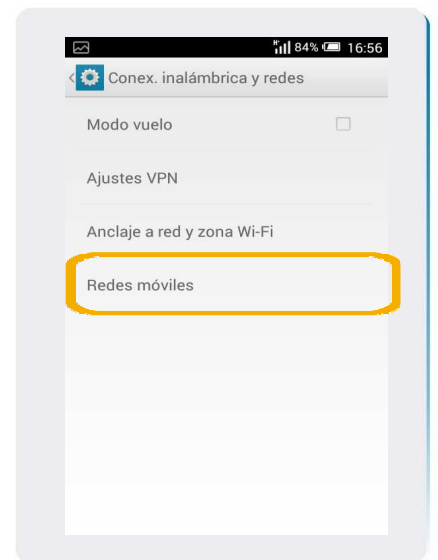 H 84% 16:56
Conex. inalámbrica y redes
Modo vuelo
Ajustes VPN
Anclaje a red y zona Wi-Fi
Redes móviles